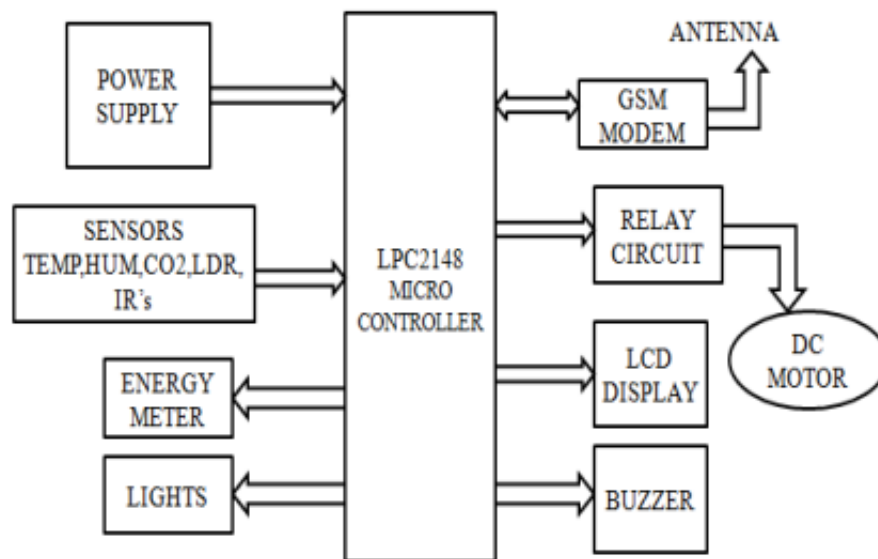 POWER
SUPPLY
SENSORS
TEMP,HUM,CO2,LDR,
IR's
ENERGY
METER
LIGHTS
LPC2148
MICRO
CONTROLLER
ANTENNA
GSM
MODEM
RELAY
CIRCUIT
DC
MOTOR
LCD
DISPLAY
BUZZER